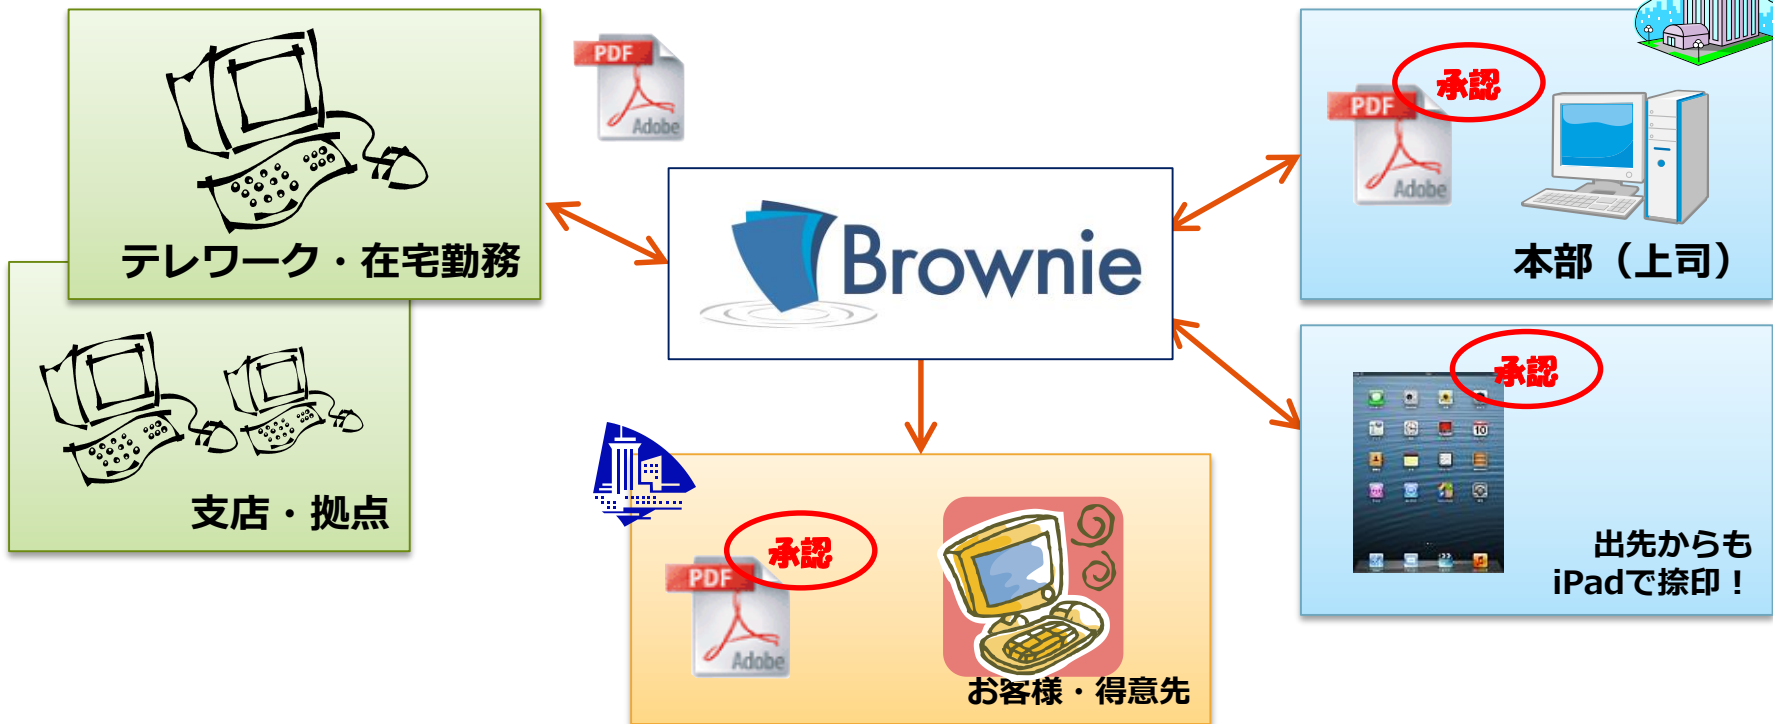 PDF
Adobe
テレワーク・在宅勤務
支店・拠点
Brownie
承認
PDF
Adobe
本部（上司）
承認
10
出先からも
iPadで捺印！
承認
PDF
Adobe
お客様・得意先